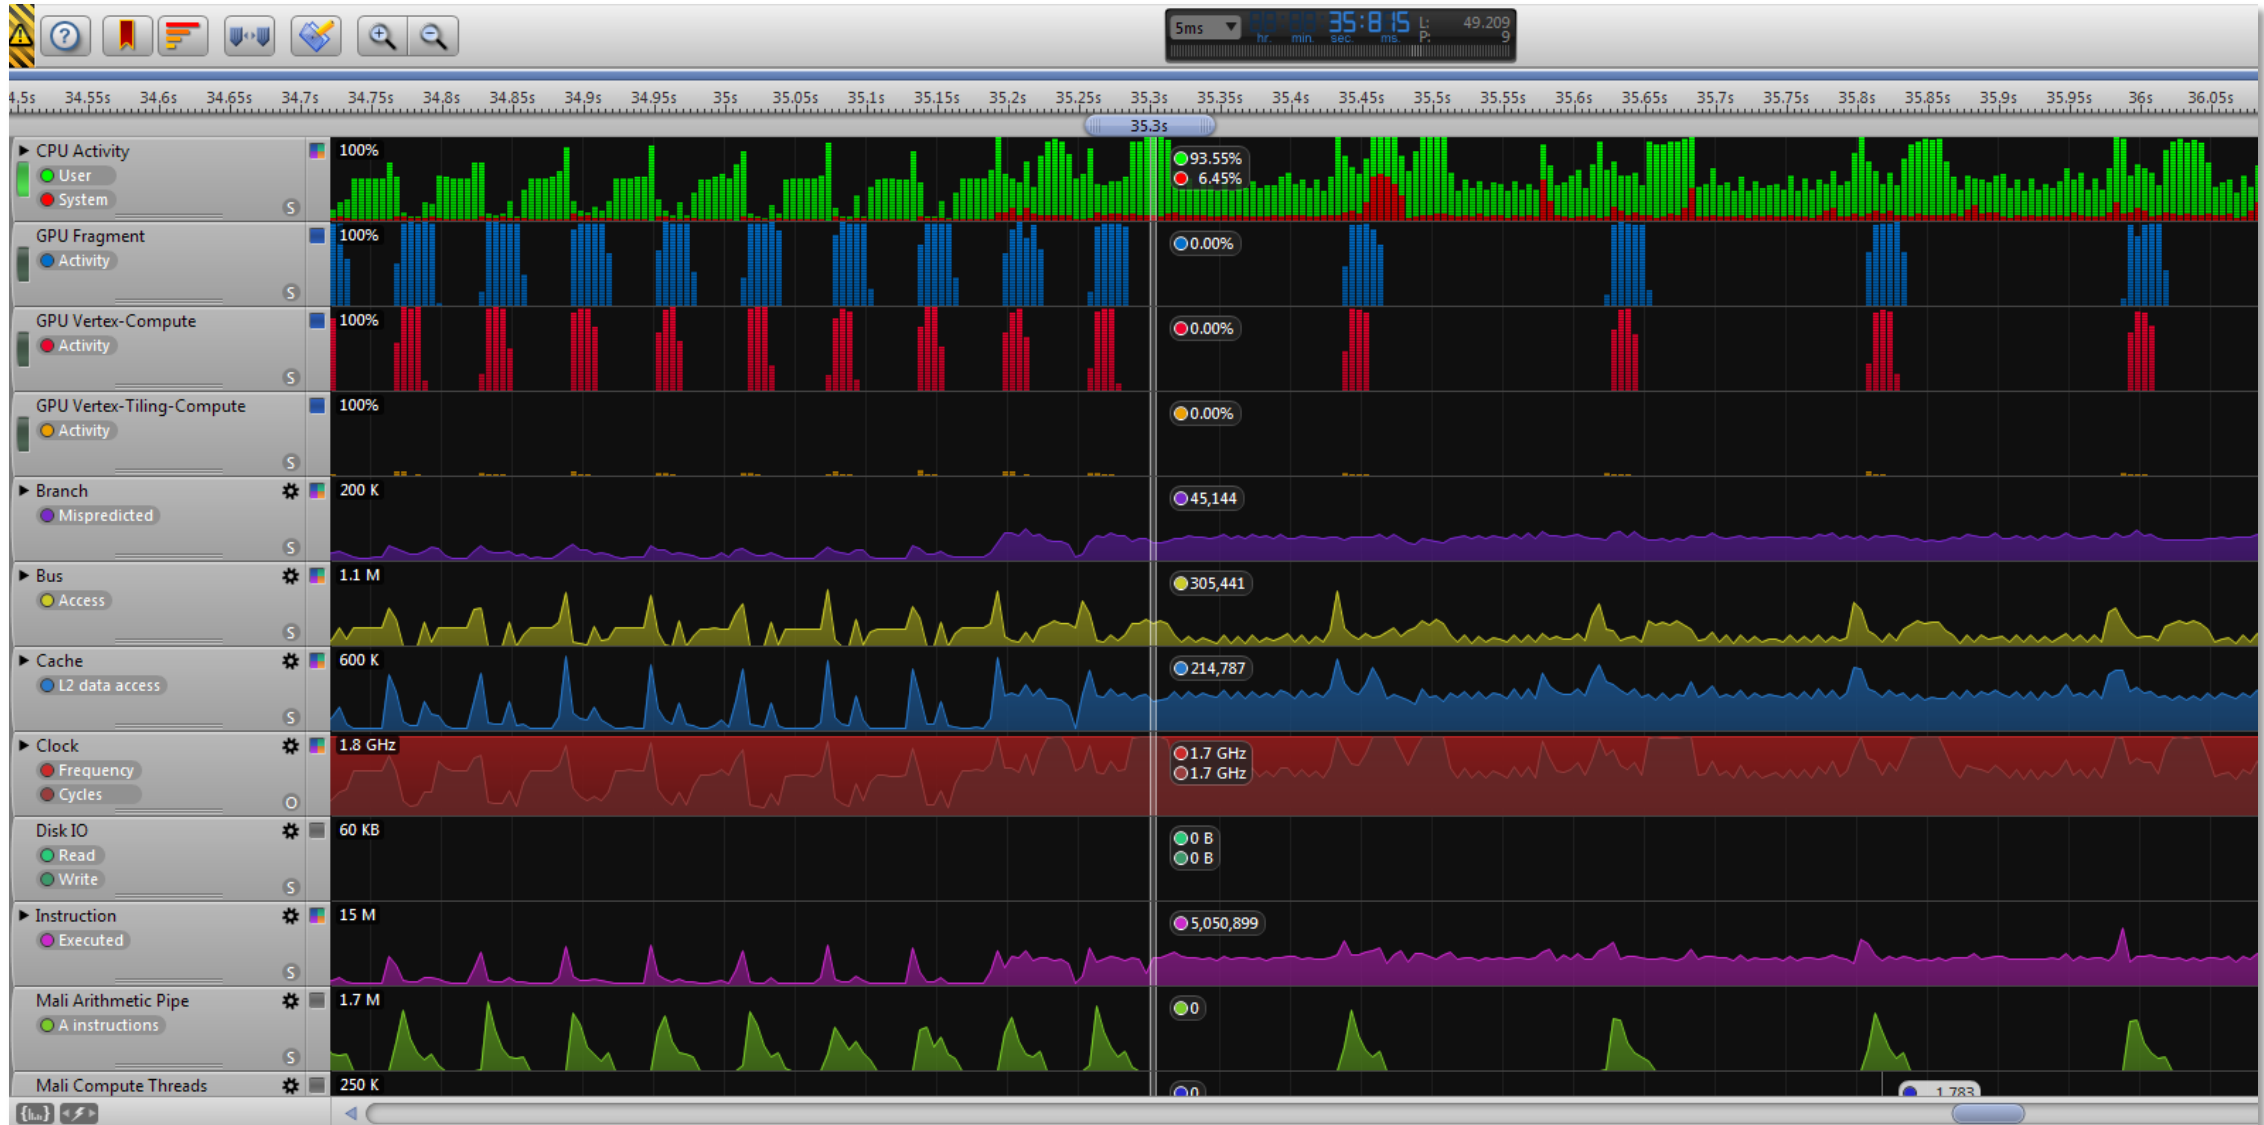 5ms 35:815 L: 49.209
hr. min. sec. ms. P: 9
4.5s 34.55s 34.6s 34.65s 34.7s 34.75s 34.8s 34.85s 34.9s 34.95s 35s 35.05s 35.1s 35.15s 35.2s 35.25s 35.3s 35.35s 35.4s 35.45s 35.5s 35.55s 35.6s 35.65s 35.7s 35.75s 35.8s 35.85s 35.9s 35.95s 36s 36.05s
35.3s
CPU Activity 100%
User 93.55%
System 6.45%
S
GPU Fragment 100%
Activity 0.00%
S
GPU Vertex-Compute 100%
Activity 0.00%
S
GPU Vertex-Tiling-Compute 100%
Activity 0.00%
S
Branch 200 K
Mispredicted 45,144
S
Bus 1.1 M
Access 305,441
S
Cache 600 K
L2 data access 214,787
S
Clock 1.8 GHz
Frequency 1.7 GHz
Cycles 1.7 GHz
O
Disk IO 60 KB
Read 0 B
Write 0 B
S
Instruction 15 M
Executed 5,050,899
S
Mali Arithmetic Pipe 1.7 M
A instructions 0
S
Mali Compute Threads 250 K
0 1,783